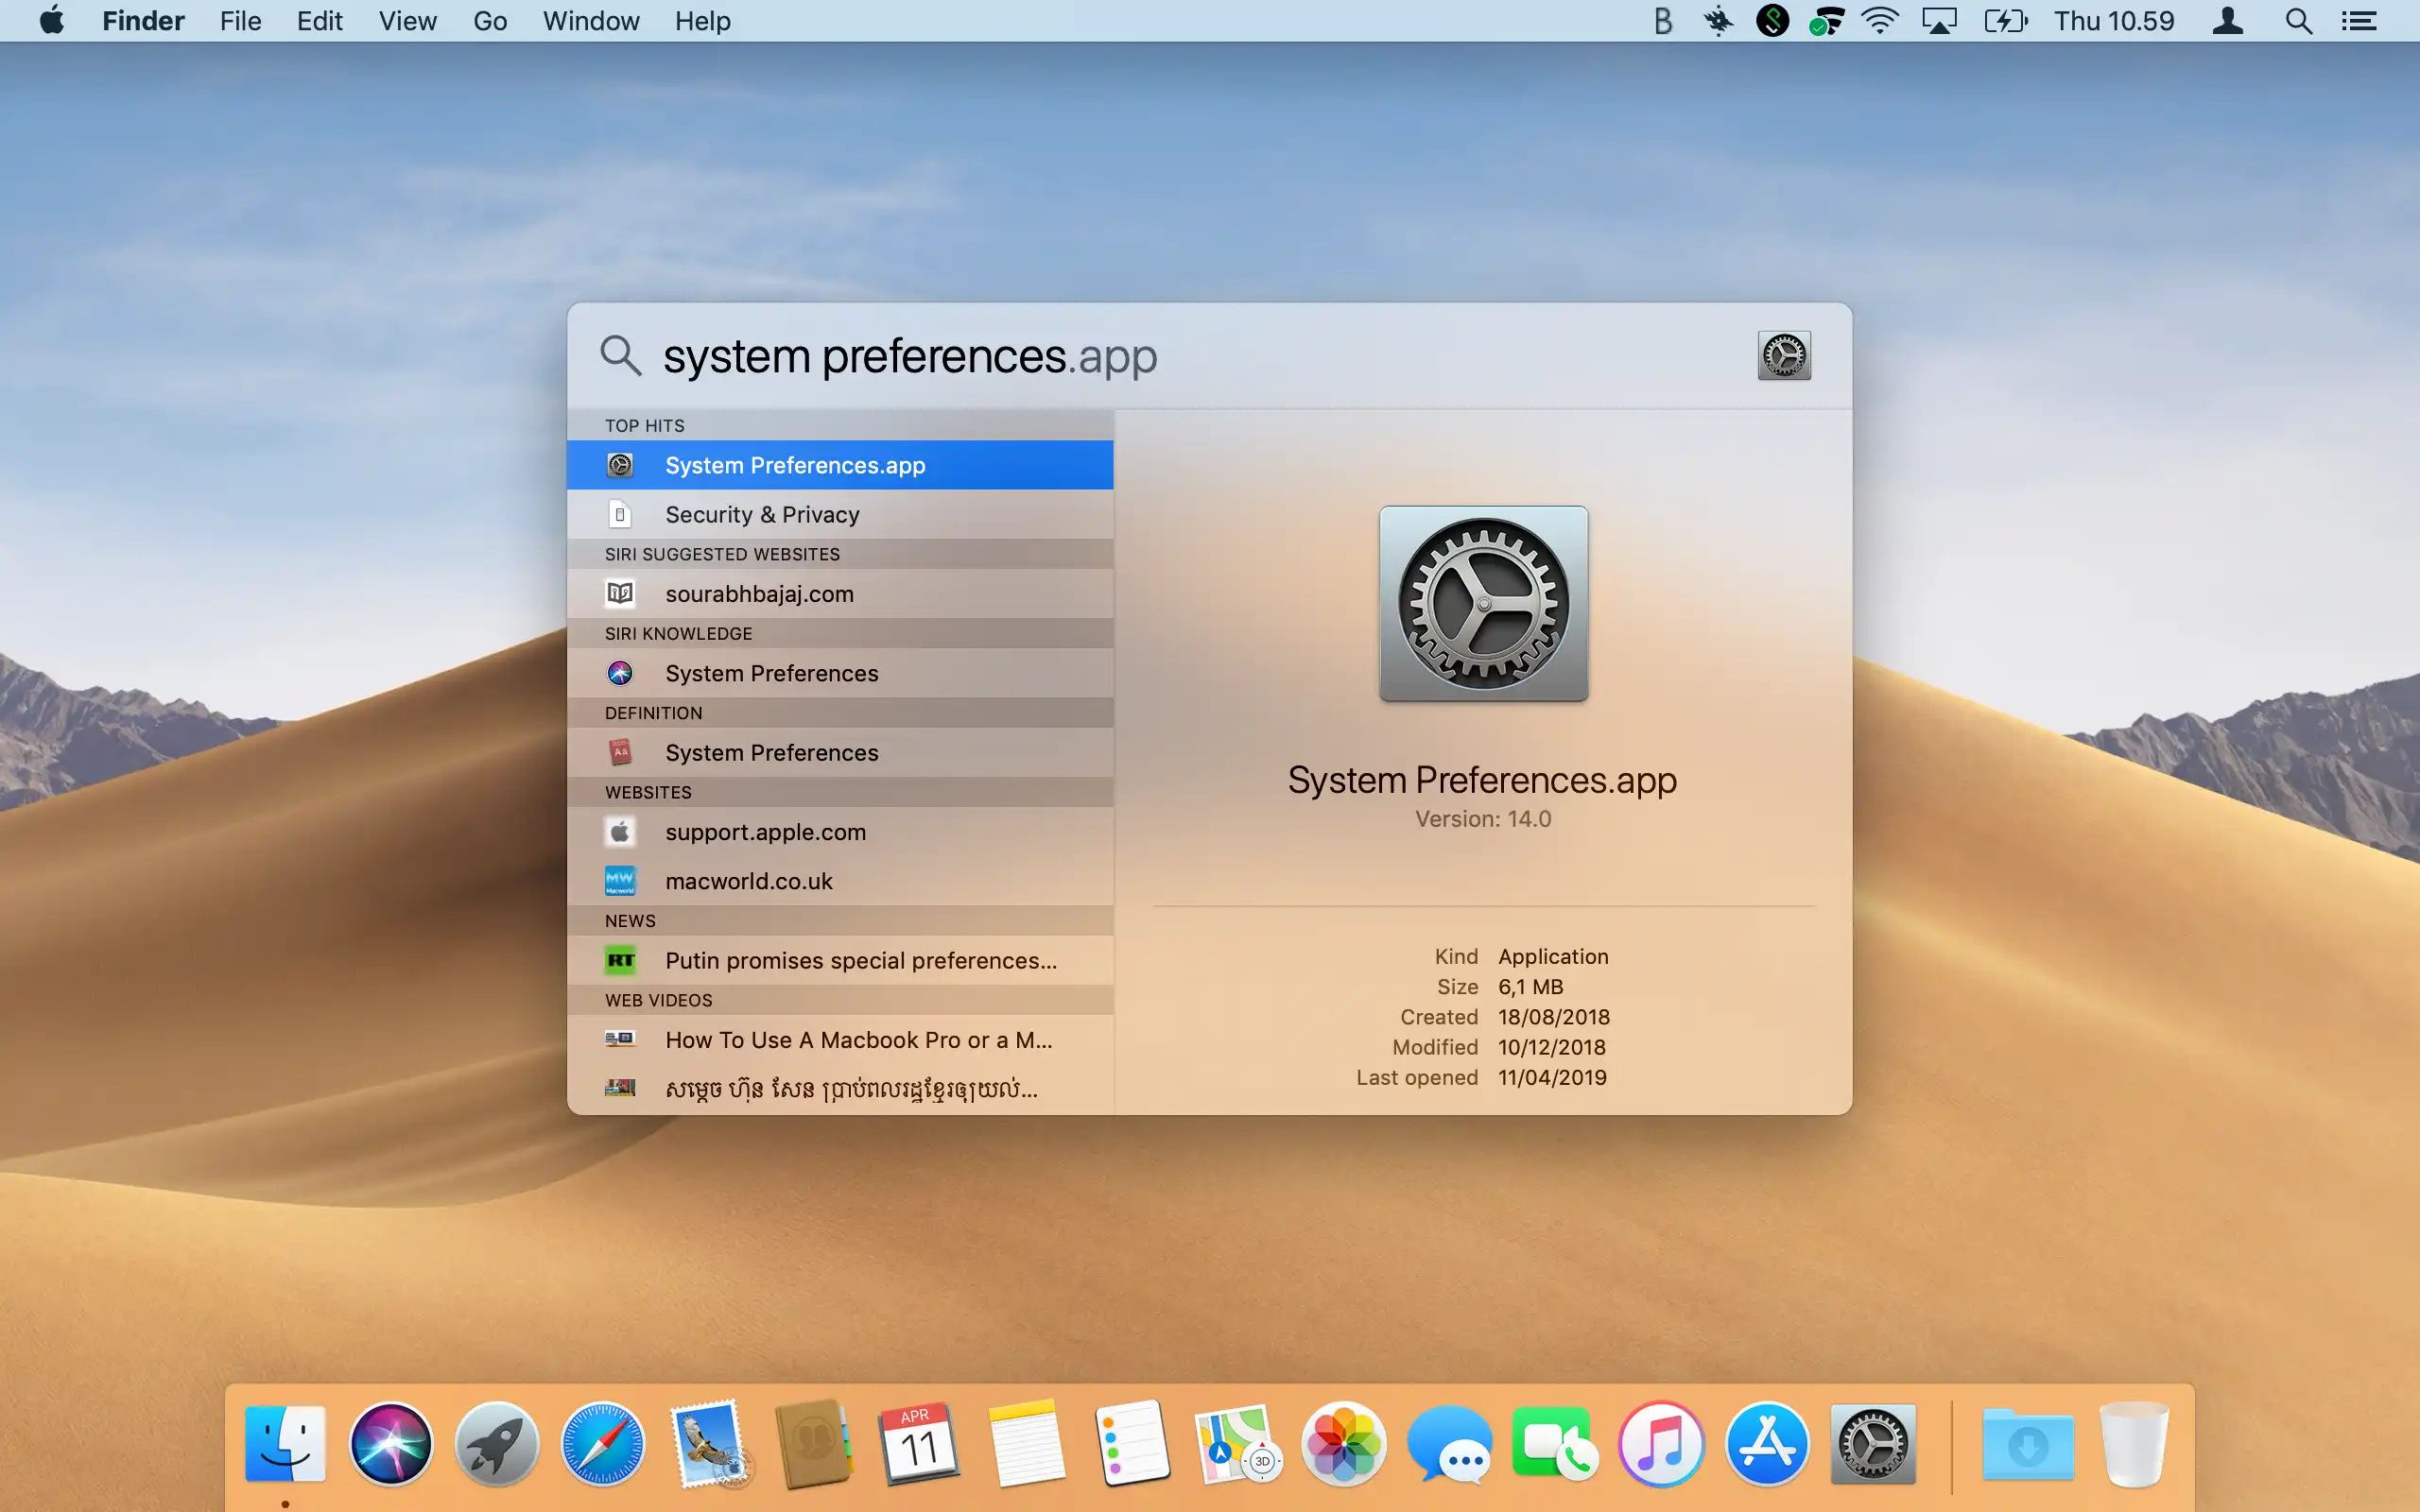 Finder File Edit View Go Window Help Thu 10.59
system preferences.app
TOP HITS
System Preferences.app
Security & Privacy
SIRI SUGGESTED WEBSITES
sourabhbajaj.com
SIRI KNOWLEDGE
System Preferences
DEFINITION
Aa
System Preferences
WEBSITES
support.apple.com
MW
Macworld
macworld.co.uk
NEWS
RT
Putin promises special preferences...
WEB VIDEOS
How To Use A Macbook Pro or a M...
សម្តេច ហ៊ុន សែន ប្រាប់ពលរដ្ឋខ្មែរឲ្យយល់...
System Preferences.app
Version: 14.0
Kind Application
Size 6,1 MB
Created 18/08/2018
Modified 10/12/2018
Last opened 11/04/2019
APR
11
3D